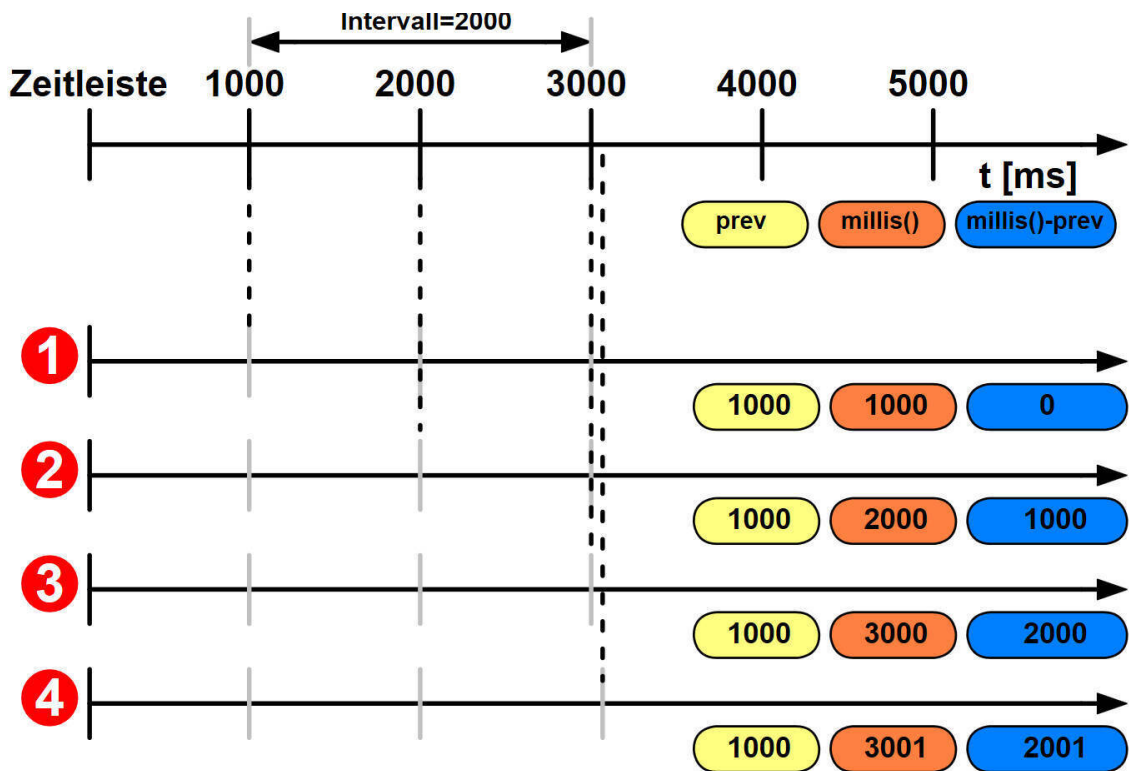 Intervall=2000
Zeitleiste 1000 2000 3000 4000 5000
t [ms]
prev millis() millis()-prev
1
1000 1000 0
2
1000 2000 1000
3
1000 3000 2000
4
1000 3001 2001